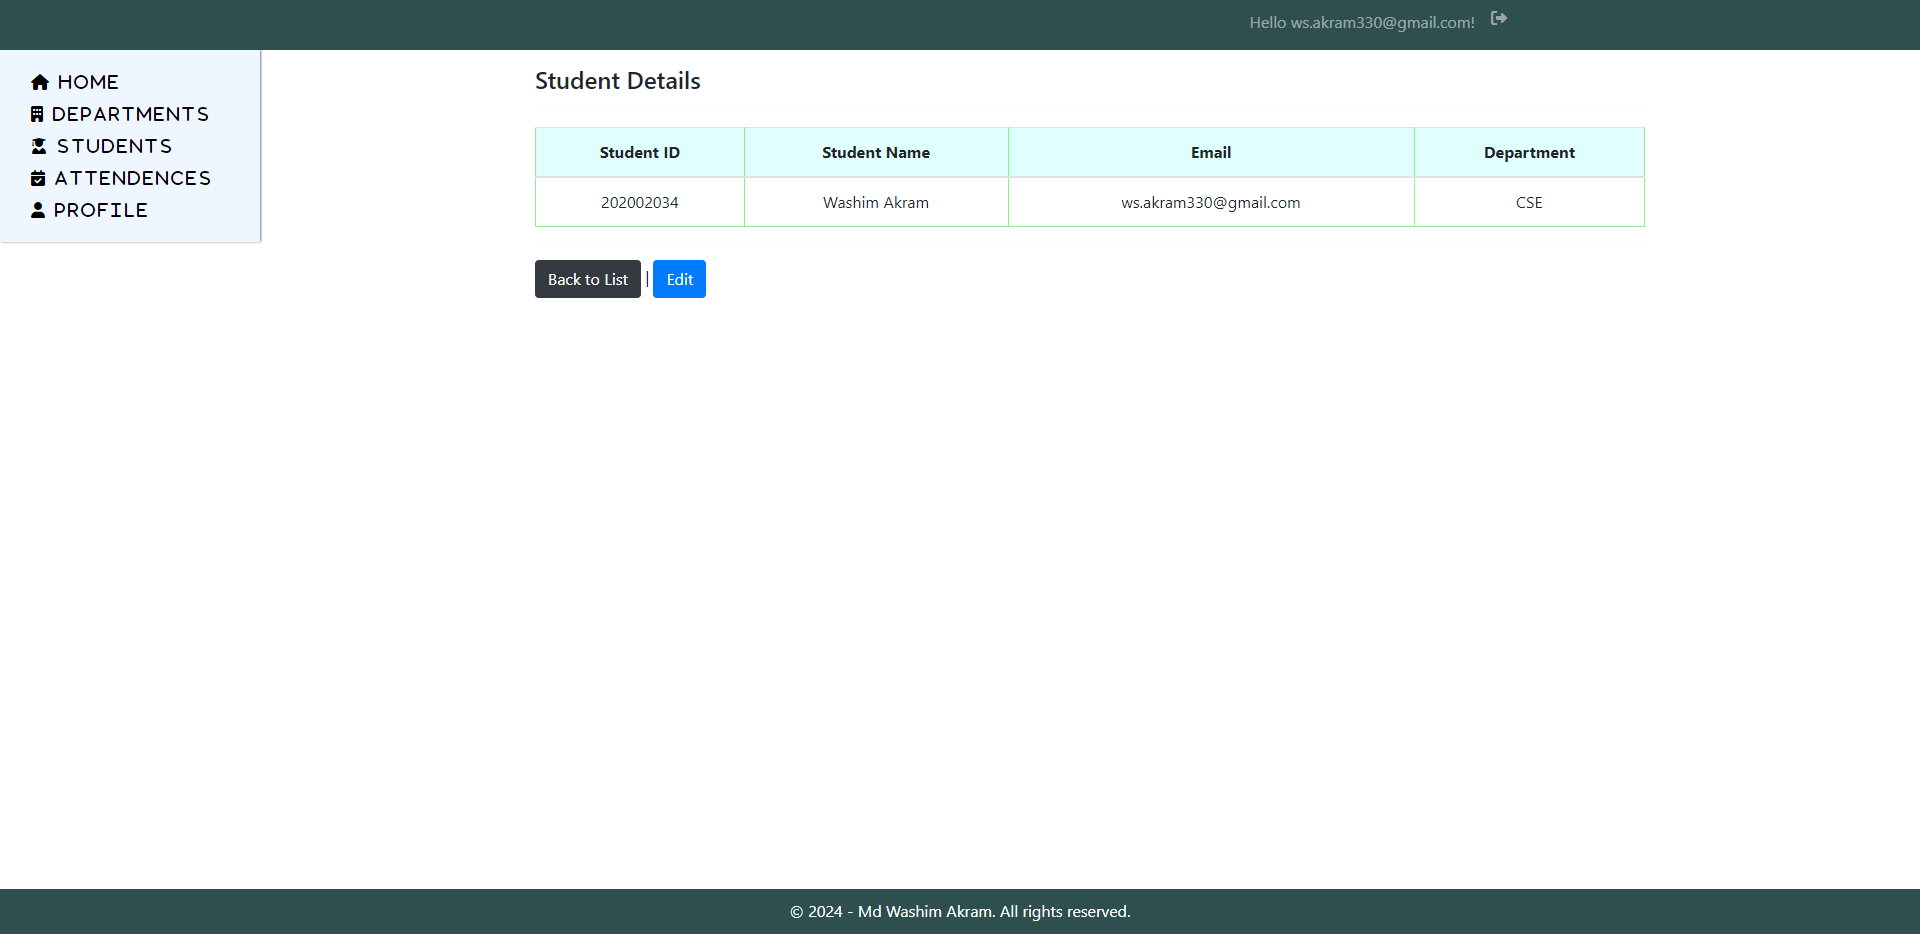 Hello ws.akram330@gmail.com!
HOME
DEPARTMENTS
STUDENTS
ATTENDENCES
PROFILE
Student Details
Student ID Student Name Email Department
202002034 Washim Akram ws.akram330@gmail.com CSE
Back to List | Edit
© 2024 - Md Washim Akram. All rights reserved.